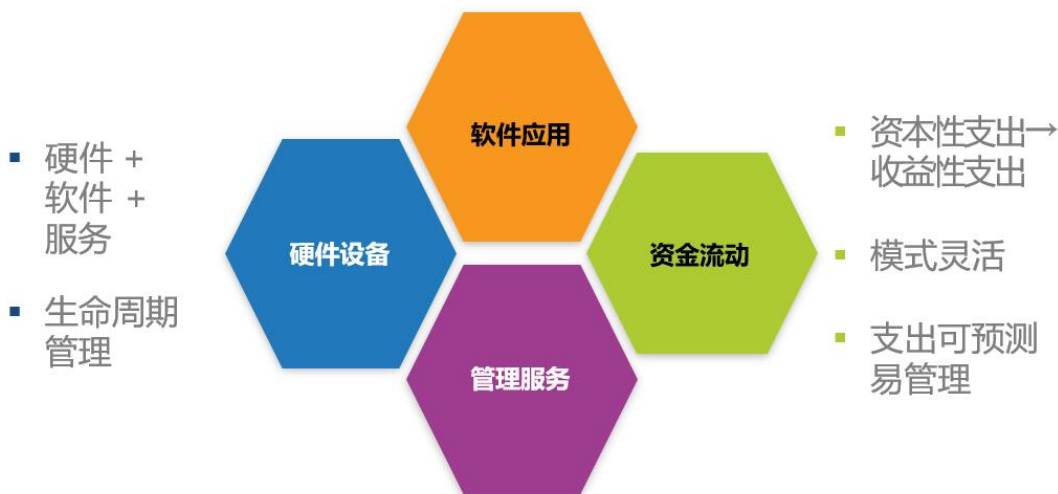 硬件 +
软件 +
服务
生命周期
管理
软件应用
硬件设备
资金流动
管理服务
资本性支出→
收益性支出
模式灵活
支出可预测
易管理